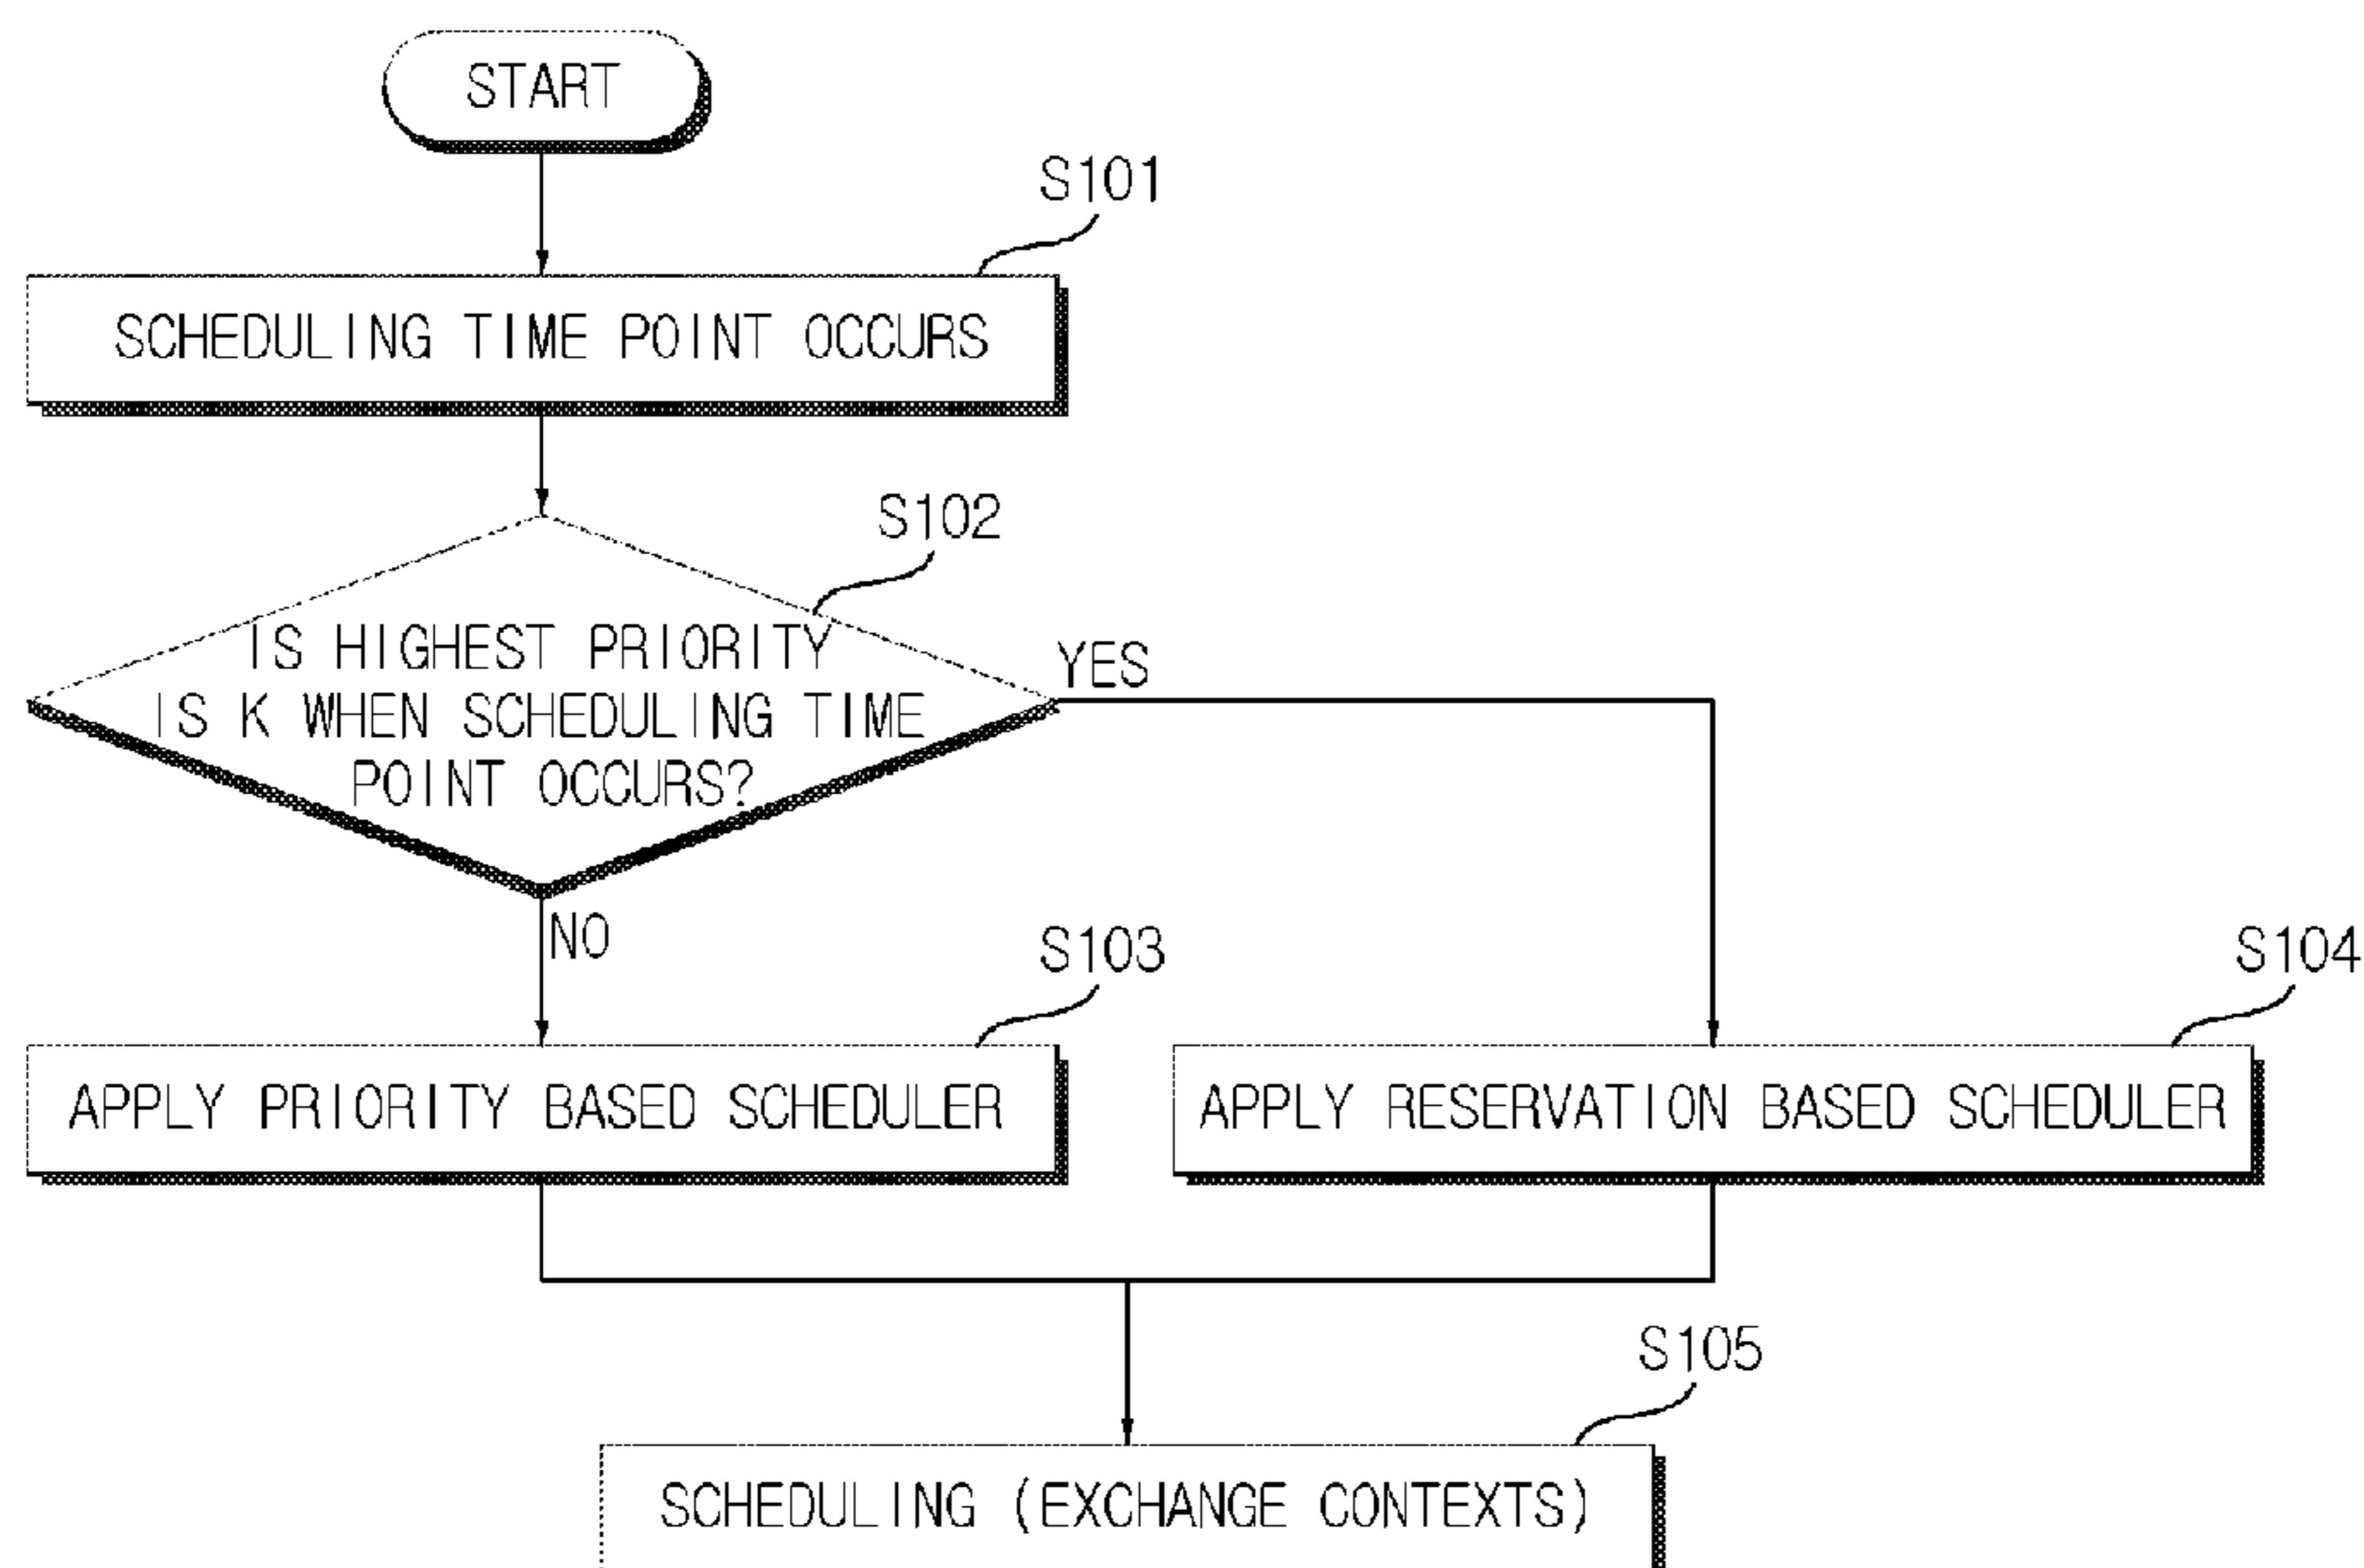 START
S101
SCHEDULING TIME POINT OCCURS
S102
IS HIGHEST PRIORITY
IS K WHEN SCHEDULING TIME
POINT OCCURS?
YES
NO
S103
S104
APPLY PRIORITY BASED SCHEDULER
APPLY RESERVATION BASED SCHEDULER
S105
SCHEDULING (EXCHANGE CONTEXTS)